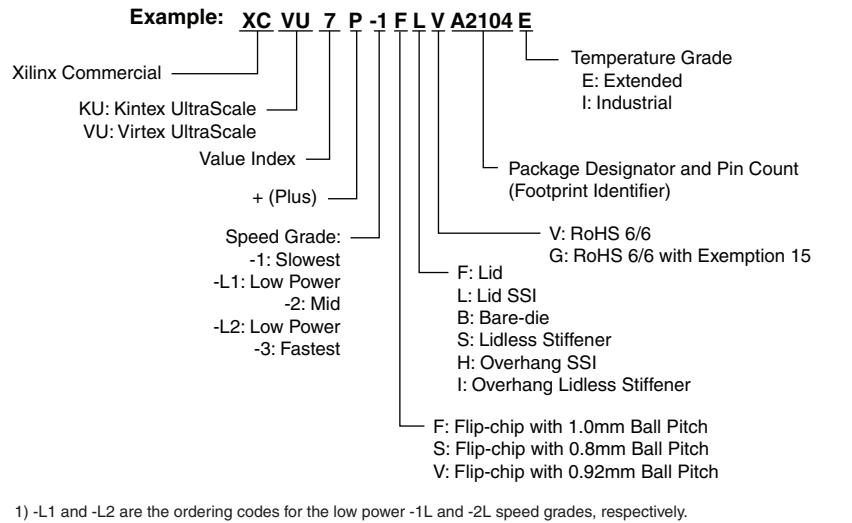 Example: XC VU 7 P -1 F L V A2104 E
Temperature Grade
E: Extended
I: Industrial
Xilinx Commercial
KU: Kintex UltraScale
VU: Virtex UltraScale
Value Index
Package Designator and Pin Count
(Footprint Identifier)
+ (Plus)
Speed Grade:
-1: Slowest
-L1: Low Power
-2: Mid
-L2: Low Power
-3: Fastest
V: RoHS 6/6
G: RoHS 6/6 with Exemption 15
F: Lid
L: Lid SSI
B: Bare-die
S: Lidless Stiffener
H: Overhang SSI
I: Overhang Lidless Stiffener
F: Flip-chip with 1.0mm Ball Pitch
S: Flip-chip with 0.8mm Ball Pitch
V: Flip-chip with 0.92mm Ball Pitch
1) -L1 and -L2 are the ordering codes for the low power -1L and -2L speed grades, respectively.